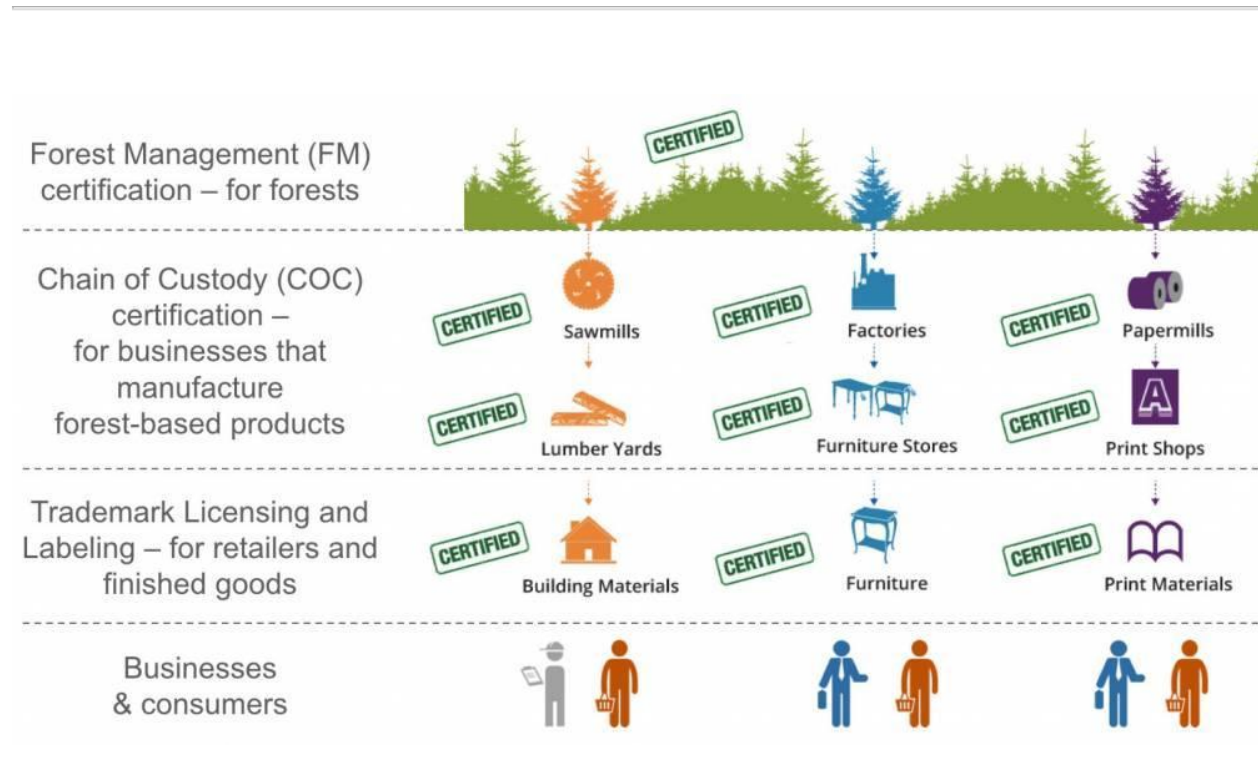 Forest Management (FM)
certification – for forests
CERTIFIED
Chain of Custody (COC)
certification –
for businesses that
manufacture
forest-based products
CERTIFIED
Sawmills
CERTIFIED
Factories
CERTIFIED
Papermills
CERTIFIED
Lumber Yards
CERTIFIED
Furniture Stores
CERTIFIED
A
Print Shops
Trademark Licensing and
Labeling – for retailers and
finished goods
CERTIFIED
Building Materials
CERTIFIED
Furniture
CERTIFIED
Print Materials
Businesses
& consumers